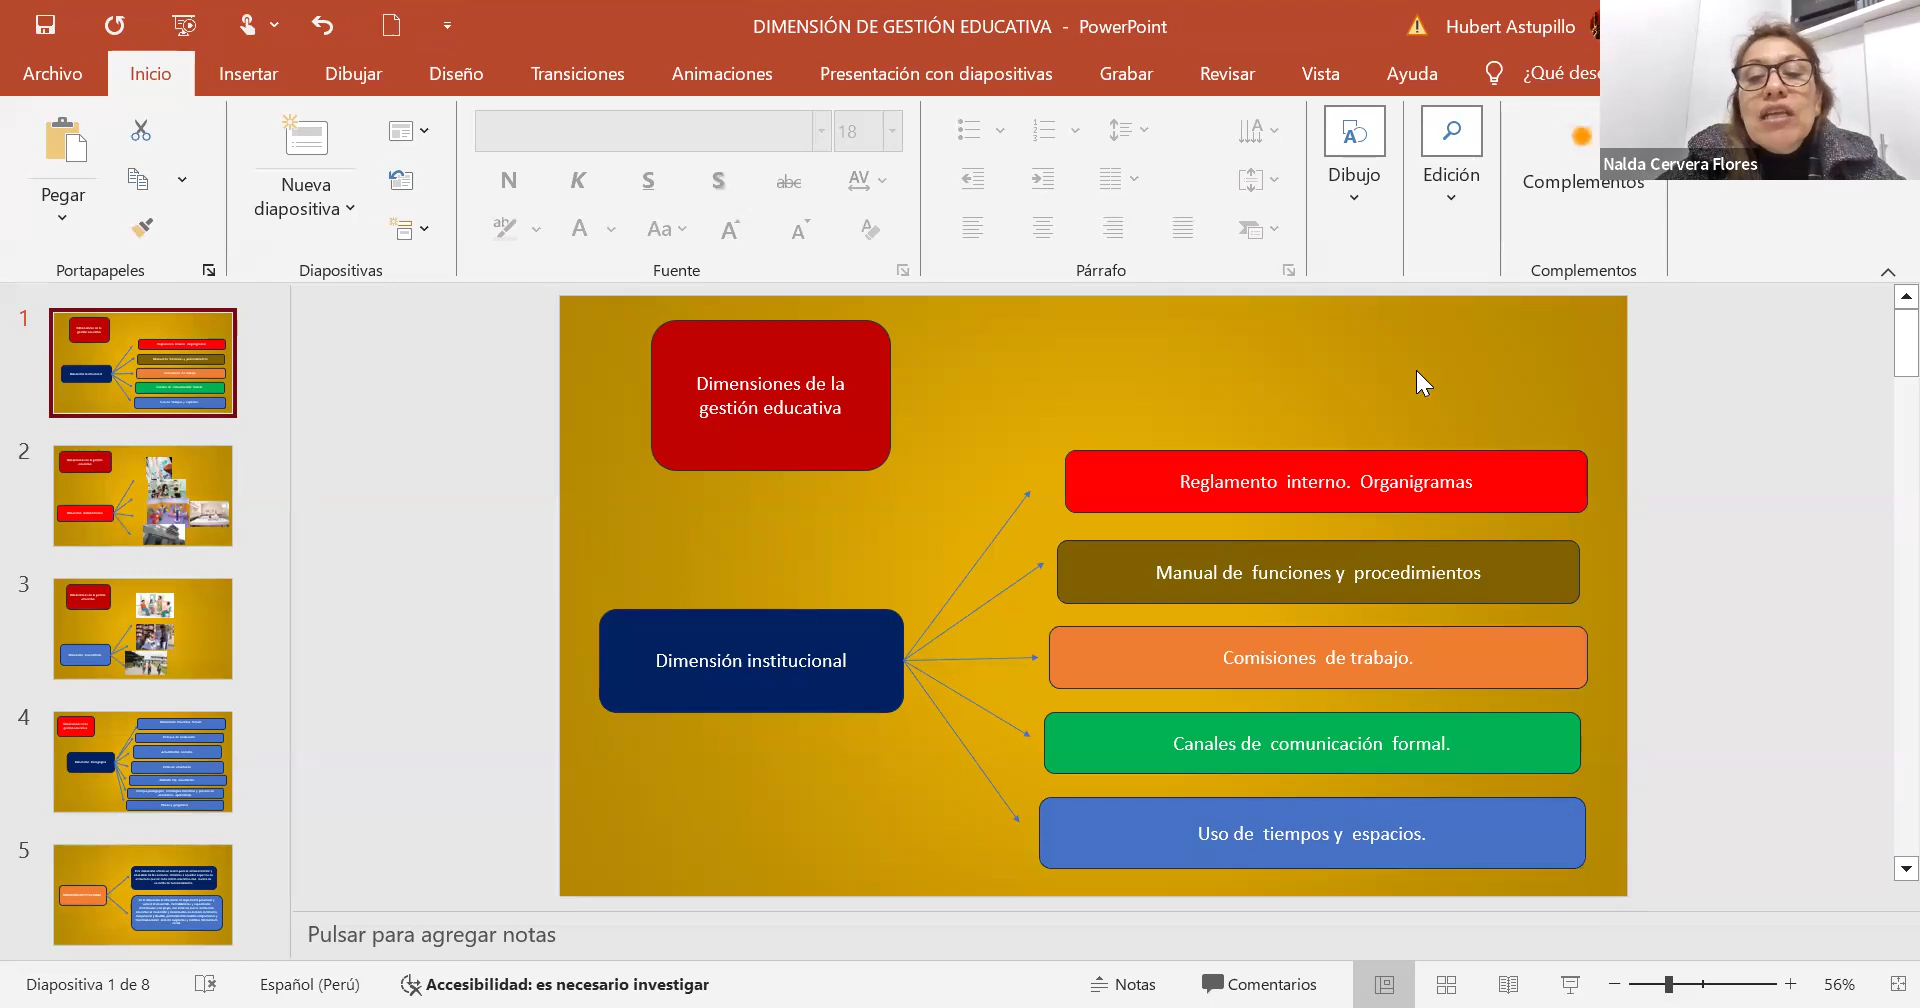 DIMENSIÓN DE GESTIÓN EDUCATIVA - PowerPoint
Hubert Astupillo
Archivo
Inicio
Insertar
Dibujar
Diseño
Transiciones
Animaciones
Presentación con diapositivas
Grabar
Revisar
Vista
Ayuda
¿Qué dese
Nalda Cervera Flores
Pegar
Nueva
diapositiva
18
N K S S abc AV
ab A Aa A A A
Dibujo
Edición
Complementos
Portapapeles
Diapositivas
Fuente
Párrafo
Complementos
1
2
3
4
5
Dimensiones de la
gestión educativa
Dimensión institucional
Reglamento interno. Organigramas
Manual de funciones y procedimientos
Comisiones de trabajo.
Canales de comunicación formal.
Uso de tiempos y espacios.
Pulsar para agregar notas
Diapositiva 1 de 8
Español (Perú)
Accesibilidad: es necesario investigar
Notas
Comentarios
56%